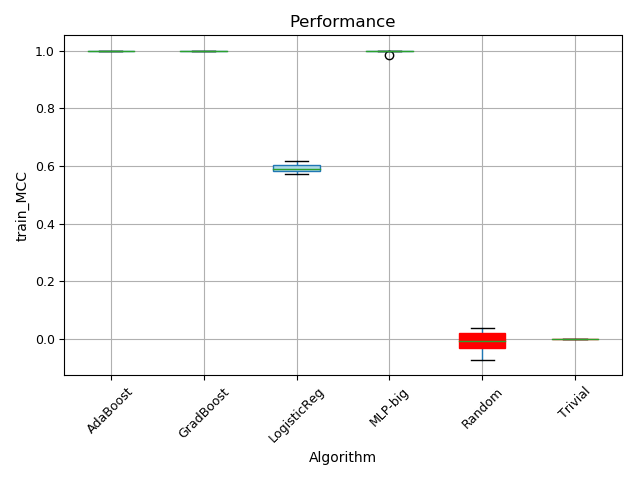 Performance
1.0
0.8
0.6
0.4
0.2
0.0
train_MCC
AdaBoost
GradBoost
LogisticReg
MLP-big
Random
Trivial
Algorithm